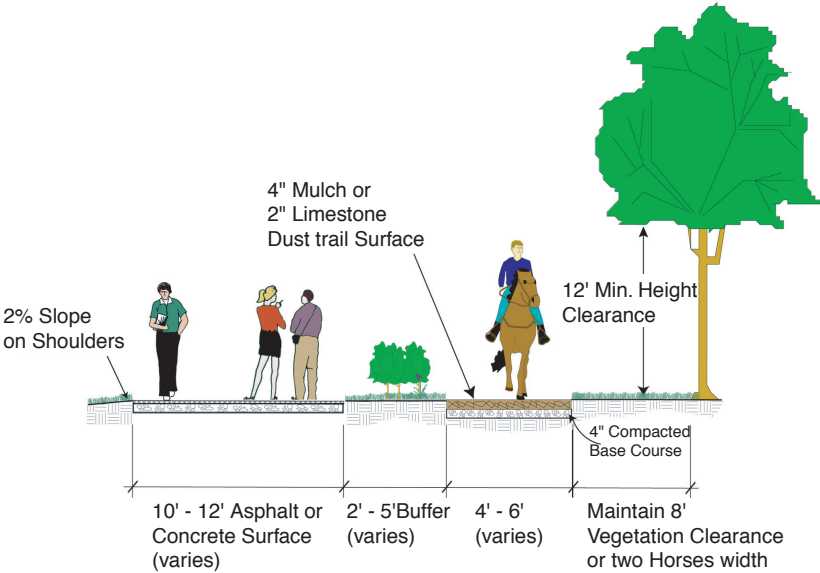 4" Mulch or
2" Limestone
Dust trail Surface
12' Min. Height
Clearance
2% Slope
on Shoulders
4" Compacted
Base Course
10' - 12' Asphalt or
Concrete Surface
(varies)
2' - 5'Buffer
(varies)
4' - 6'
(varies)
Maintain 8'
Vegetation Clearance
or two Horses width